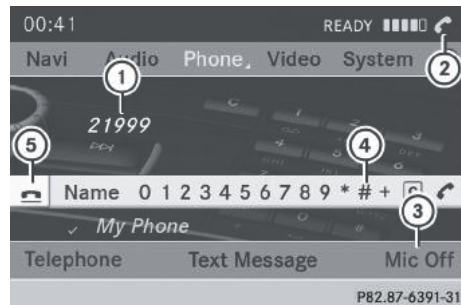 00:41 READY
Navi Audio Phone Video System
1
2
21999
5
4
Name 0 1 2 3 4 5 6 7 8 9 * # + C
3
My Phone
Telephone Text Message Mic Off
P82.87-6391-31